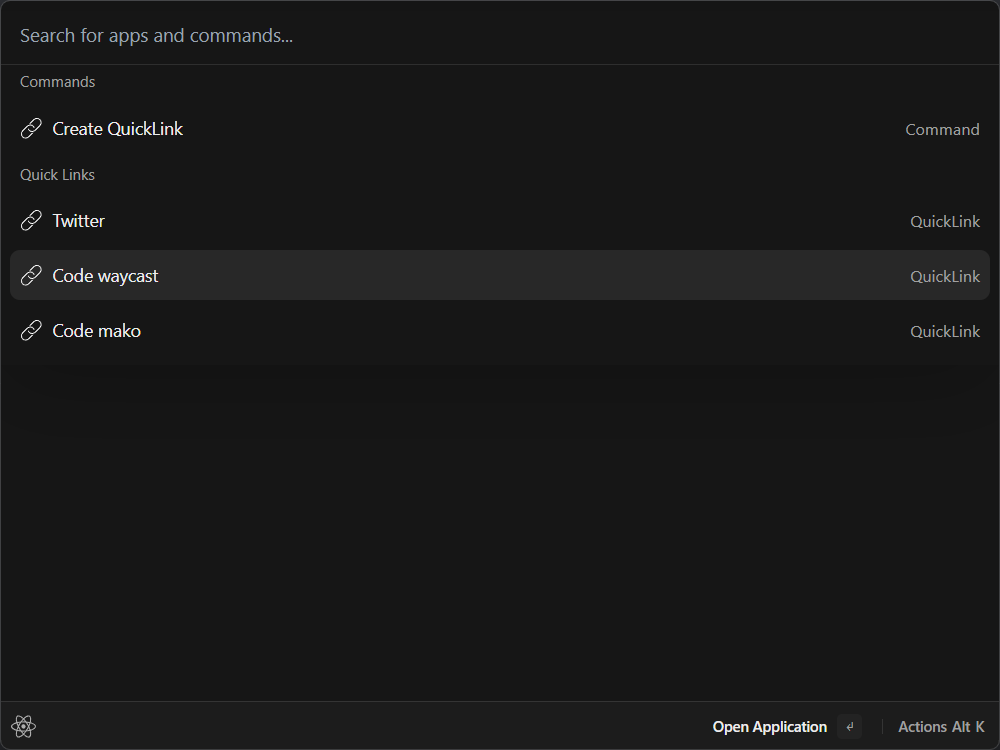 Search for apps and commands...
Commands
Create QuickLink Command
Quick Links
Twitter QuickLink
Code waycast QuickLink
Code mako QuickLink
Open Application ↵ Actions Alt K